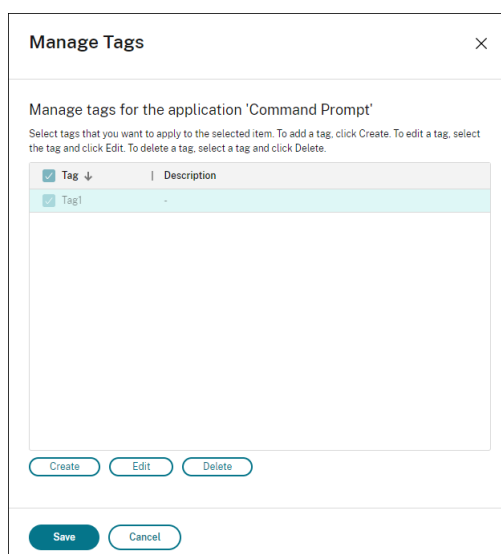 Manage Tags
Manage tags for the application 'Command Prompt'
Select tags that you want to apply to the selected item. To add a tag, click Create. To edit a tag, select
the tag and click Edit. To delete a tag, select a tag and click Delete.
Tag ↓ | Description
Tag1 -
Create Edit Delete
Save Cancel